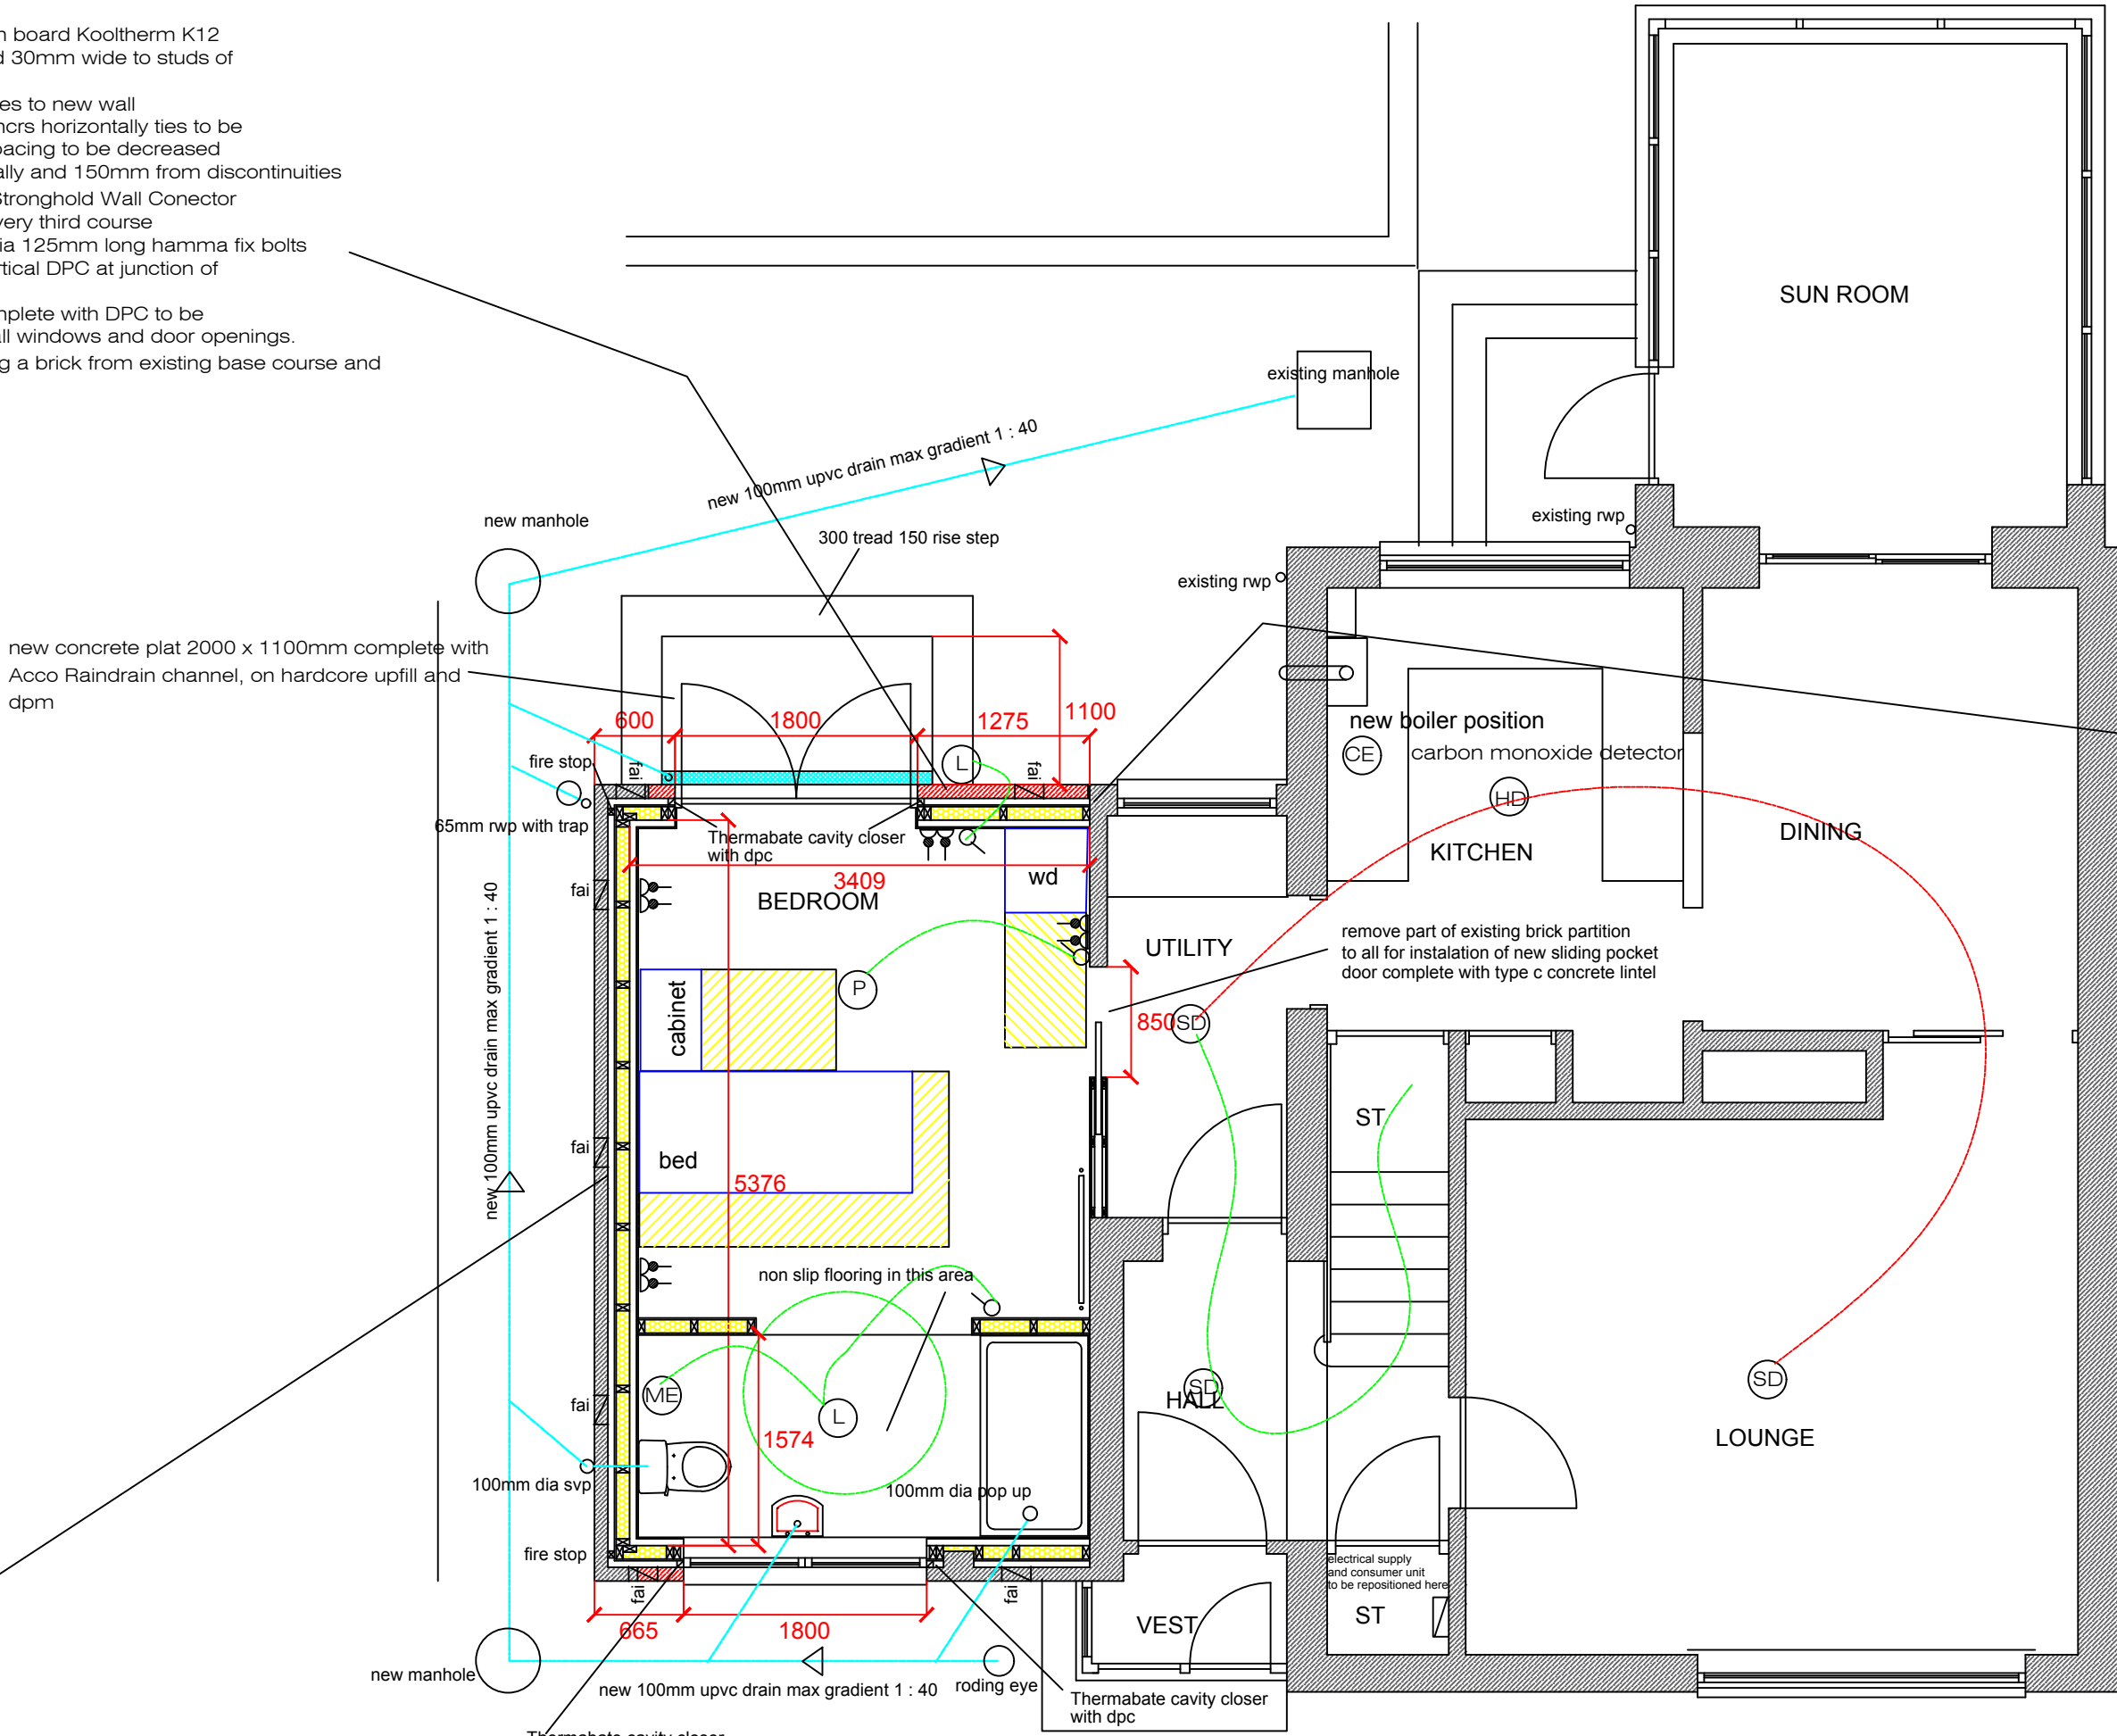 n board Kooltherm K12
d 30mm wide to studs of
es to new wall
ncrs horizontally ties to be
pacing to be decreased
ally and 150mm from discontinuities
Stronghold Wall Conector
very third course
ia 125mm long hamma fix bolts
rtical DPC at junction of
mplete with DPC to be
all windows and door openings.
g a brick from existing base course and
SUN ROOM
existing manhole
new 100mm upvc drain max gradient 1 : 40
new manhole
300 tread 150 rise step
existing rwp
existing rwp
new concrete plat 2000 x 1100mm complete with
Acco Raindrain channel, on hardcore upfill and
dpm
600
1800
1275
1100
new boiler position
CE
carbon monoxide detector
HD
fire stop
fai
L
fai
65mm rwp with trap
Thermabate cavity closer
with dpc
3409
wd
BEDROOM
KITCHEN
DINING
fai
new 100mm upvc drain max gradient 1 : 40
UTILITY
remove part of existing brick partition
to all for instalation of new sliding pocket
door complete with type c concrete lintel
cabinet
P
850
SD
ST
fai
bed
5376
non slip flooring in this area
ME
L
fai
1574
SD
HALL
SD
LOUNGE
100mm dia svp
100mm dia pop up
fire stop
electrical supply
and consumer unit
to be repositioned here
fai
fai
665
1800
VEST
ST
new manhole
new 100mm upvc drain max gradient 1 : 40
roding eye
Thermabate cavity closer
with dpc
Thermabate cavity closer